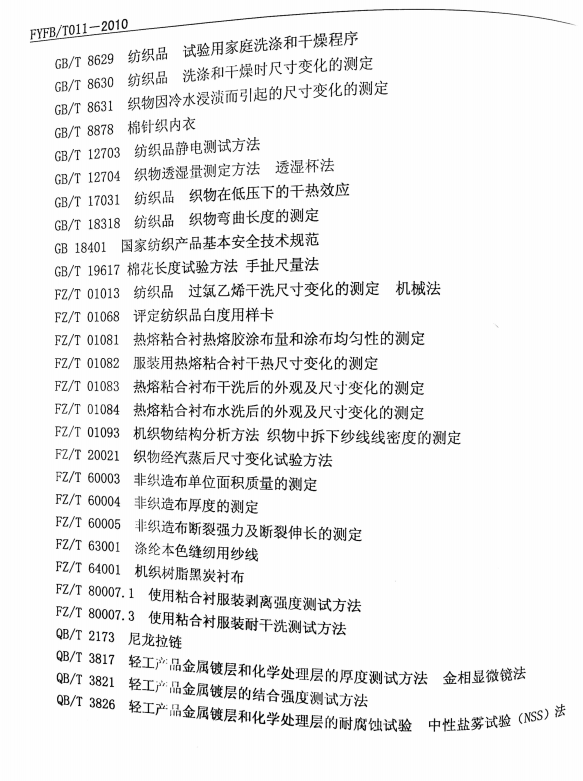 FYFB/T011—2010
GB/T 8629 纺织品 试验用家庭洗涤和干燥程序
GB/T 8630 纺织品 洗涤和干燥时尺寸变化的测定
GB/T 8631 织物因冷水浸渍而引起的尺寸变化的测定
GB/T 8878 棉针织内衣
GB/T 12703 纺织品静电测试方法
GB/T 12704 织物透湿量测定方法 透湿杯法
GB/T 17031 纺织品 织物在低压下的干热效应
GB/T 18318 纺织品 织物弯曲长度的测定
GB 18401 国家纺织产品基本安全技术规范
GB/T 19617 棉花长度试验方法 手扯尺量法
FZ/T 01013 纺织品 过氯乙烯干洗尺寸变化的测定 机械法
FZ/T 01068 评定纺织品白度用样卡
FZ/T 01081 热熔粘合衬热熔胶涂布量和涂布均匀性的测定
FZ/T 01082 服装用热熔粘合衬干热尺寸变化的测定
FZ/T 01083 热熔粘合衬布干洗后的外观及尺寸变化的测定
FZ/T 01084 热熔粘合衬布水洗后的外观及尺寸变化的测定
FZ/T 01093 机织物结构分析方法 织物中拆下纱线线密度的测定
FZ/T 20021 织物经汽蒸后尺寸变化试验方法
FZ/T 60003 非织造布单位面积质量的测定
FZ/T 60004 非织造布厚度的测定
FZ/T 60005 非织造布断裂强力及断裂伸长的测定
FZ/T 63001 涤纶本色缝纫用纱线
FZ/T 64001 机织树脂黑炭衬布
FZ/T 80007.1 使用粘合衬服装剥离强度测试方法
FZ/T 80007.3 使用粘合衬服装耐干洗测试方法
QB/T 2173 尼龙拉链
QB/T 3817 轻工产品金属镀层和化学处理层的厚度测试方法 金相显微镜法
QB/T 3821 轻工产品金属镀层的结合强度测试方法
QB/T 3826 轻工产品金属镀层和化学处理层的耐腐蚀试验 中性盐雾试验（NSS）法